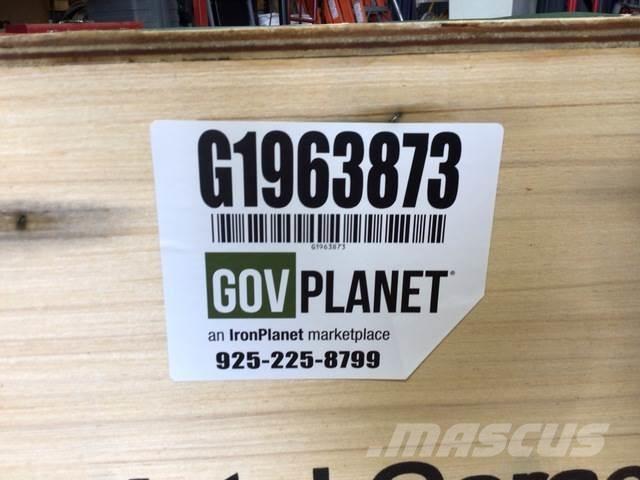 G1963873
G1963873
GOV PLANET®
an IronPlanet marketplace
925-225-8799
MASCUS